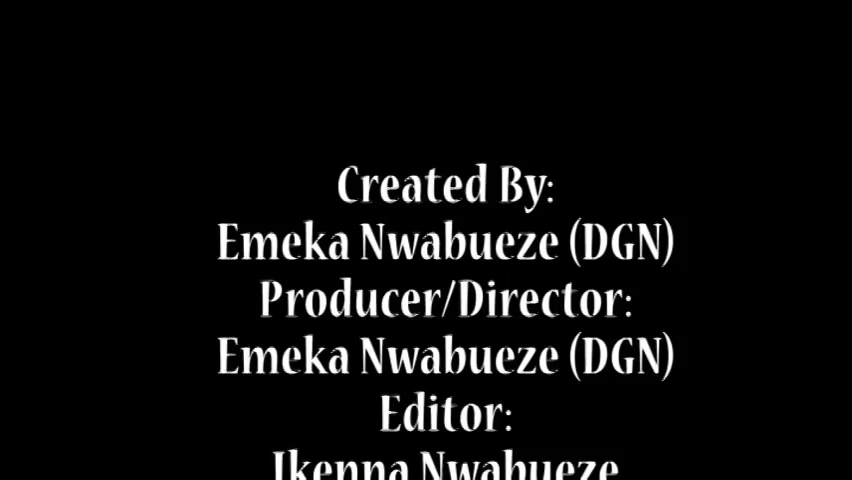 Created By:
Emeka Nwabueze (DGN)
Producer/Director:
Emeka Nwabueze (DGN)
Editor:
Ikenna Nwabueze